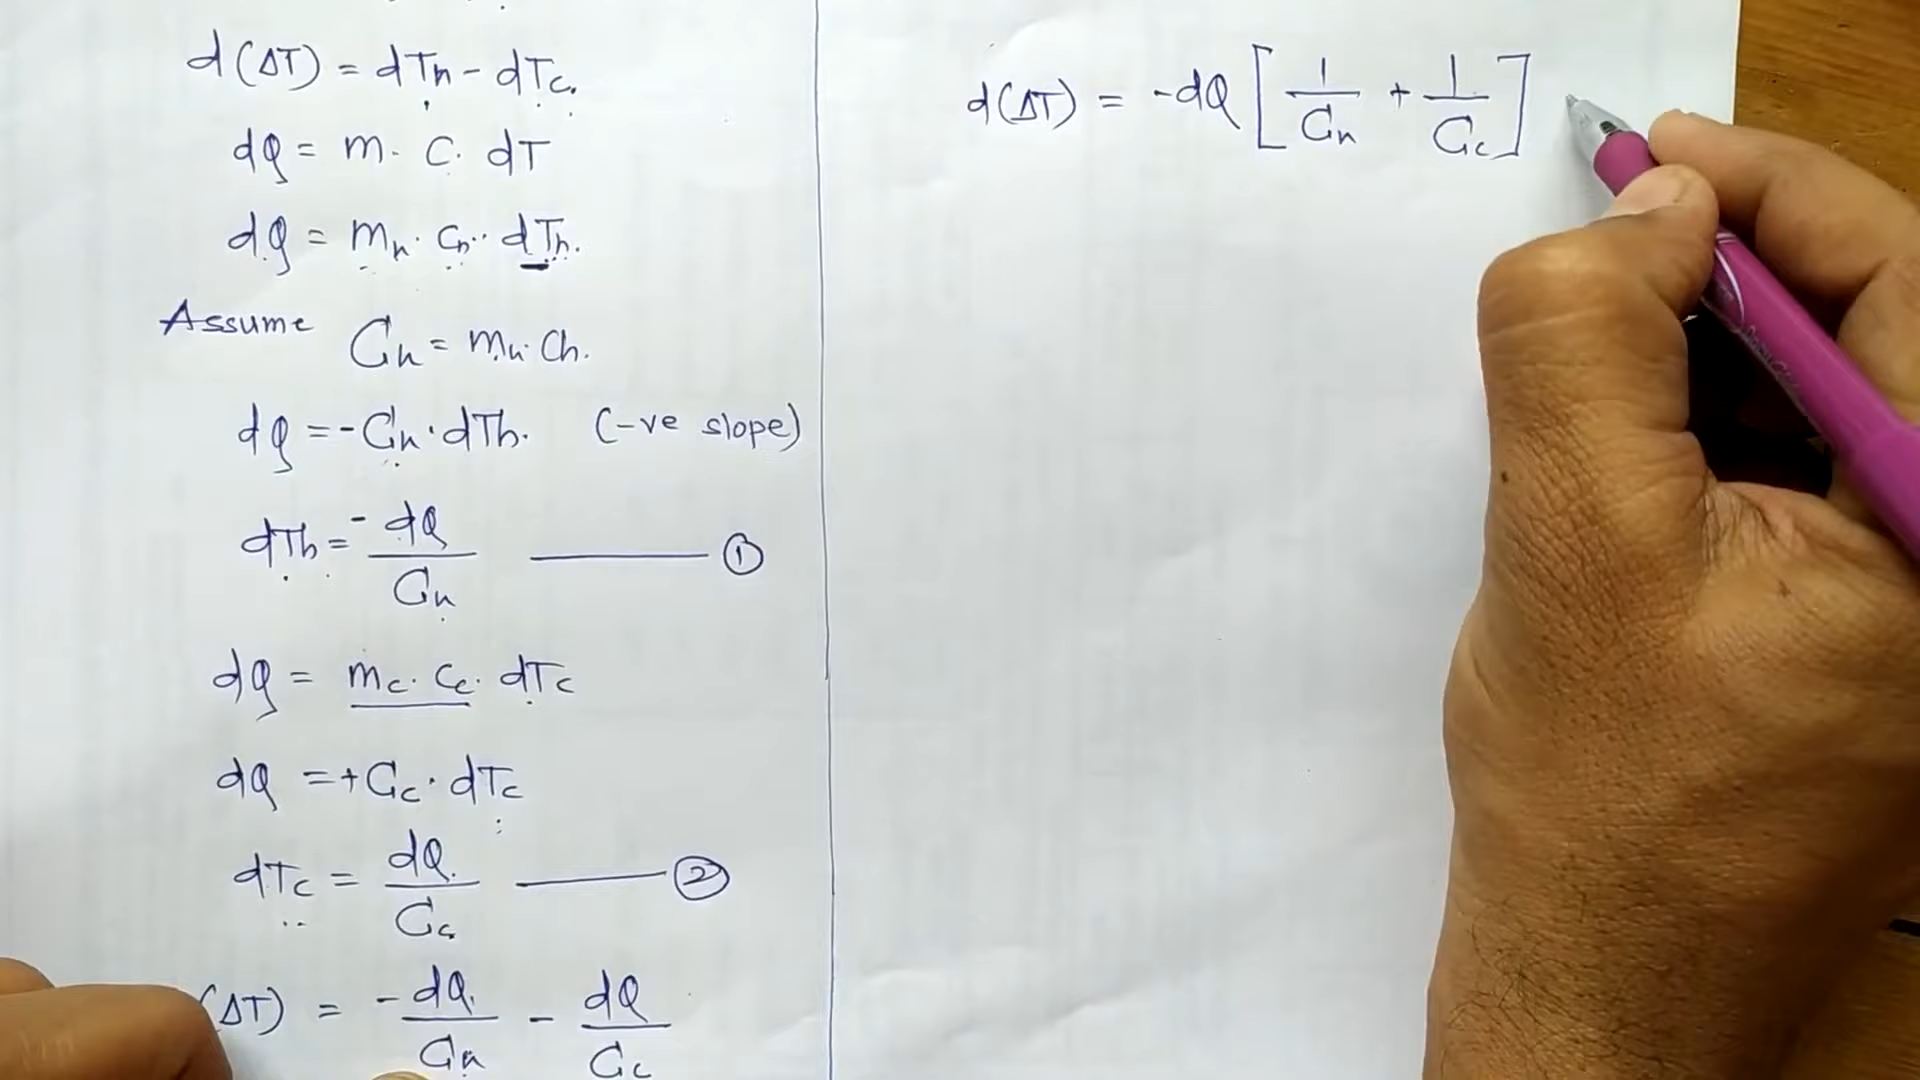 d(ΔT) = dTh - dTc.
dQ = m. c. dT
dQ = mh. ch. dTh.
Assume Ch = mh. Ch.
dQ = -Ch. dTh. (-ve slope)
dTh = -dQ/Ch ——— ①
dQ = mc. cc. dTc
dQ = +Cc. dTc
dTc = dQ/Cc ——— ②
(ΔT) = -dQ/Ch - dQ/Cc
d(ΔT) = -dQ [1/Ch + 1/Cc]